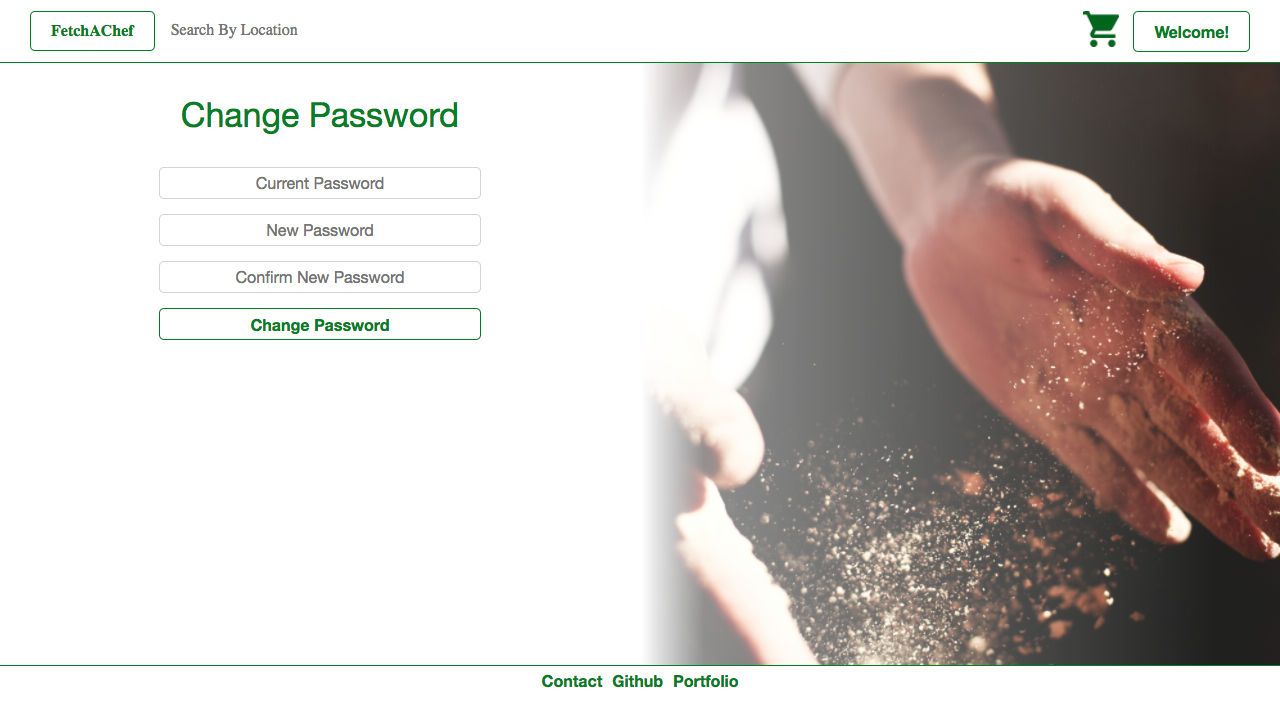 FetchAChef Search By Location Welcome!
Change Password
Current Password
New Password
Confirm New Password
Change Password
Contact Github Portfolio